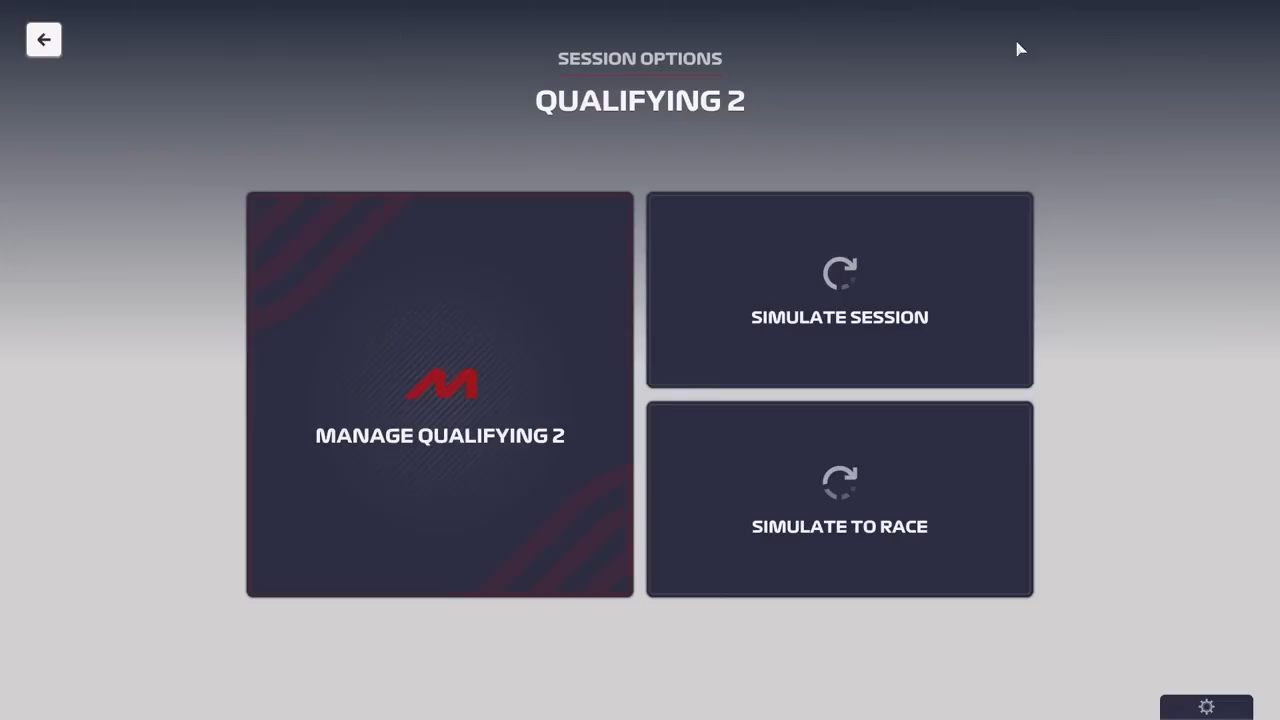 SESSION OPTIONS
QUALIFYING 2
MANAGE QUALIFYING 2
SIMULATE SESSION
SIMULATE TO RACE